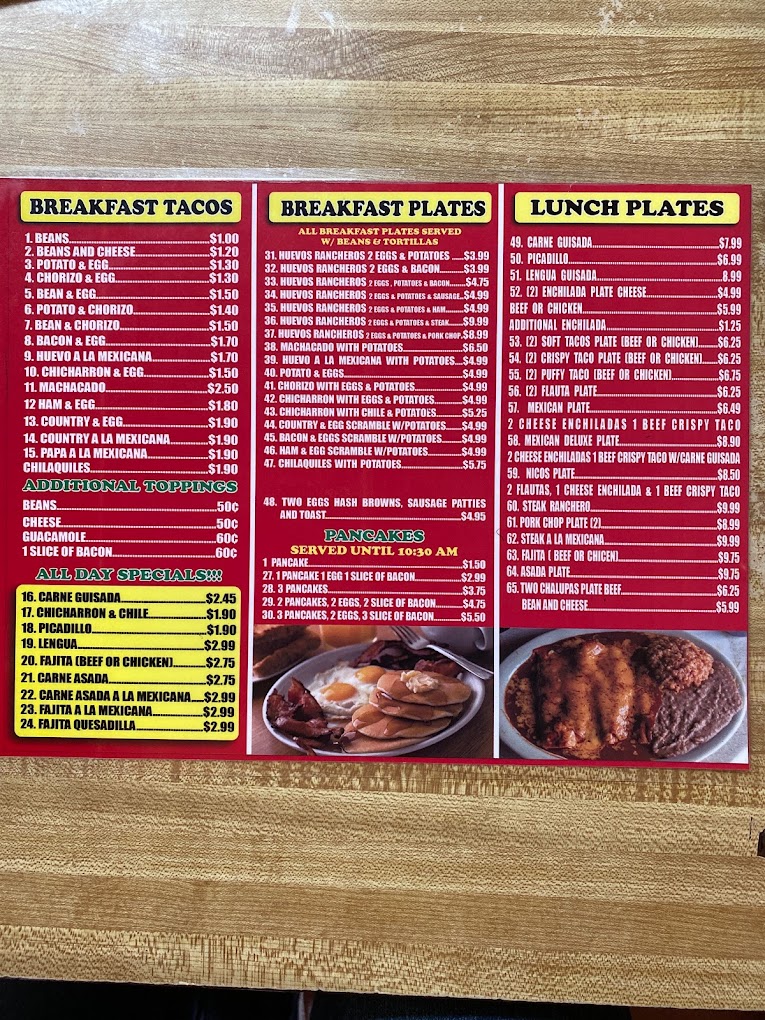 BREAKFAST TACOS
1. BEANS.....$1.00
2. BEANS AND CHEESE.....$1.20
3. POTATO & EGG.....$1.30
4. CHORIZO & EGG.....$1.30
5. BEAN & EGG.....$1.50
6. POTATO & CHORIZO.....$1.40
7. BEAN & CHORIZO.....$1.50
8. BACON & EGG.....$1.70
9. HUEVO A LA MEXICANA.....$1.70
10. CHICHARRON & EGG.....$1.50
11. MACHACADO.....$2.50
12 HAM & EGG.....$1.80
13. COUNTRY & EGG.....$1.90
14. COUNTRY A LA MEXICANA.....$1.90
15. PAPA A LA MEXICANA.....$1.90
CHILAQUILES.....$1.90
ADDITIONAL TOPPINGS
BEANS.....50¢
CHEESE.....50¢
GUACAMOLE.....60¢
1 SLICE OF BACON.....60¢
ALL DAY SPECIALS!!!
16. CARNE GUISADA.....$2.45
17. CHICHARRON & CHILE.....$1.90
18. PICADILLO.....$1.90
19. LENGUA.....$2.99
20. FAJITA (BEEF OR CHICKEN).....$2.75
21. CARNE ASADA.....$2.75
22. CARNE ASADA A LA MEXICANA.....$2.99
23. FAJITA A LA MEXICANA.....$2.99
24. FAJITA QUESADILLA.....$2.99
BREAKFAST PLATES
ALL BREAKFAST PLATES SERVED
W/ BEANS & TORTILLAS
31. HUEVOS RANCHEROS 2 EGGS & POTATOES .....$3.99
32. HUEVOS RANCHEROS 2 EGGS & BACON.....$3.99
33. HUEVOS RANCHEROS 2 EGGS , POTATOES & BACON.....$4.75
34. HUEVOS RANCHEROS 2 EGGS & POTATOES & SAUSAGE..$4.99
35. HUEVOS RANCHEROS 2 EGGS & POTATOES & HAM.....$4.99
36. HUEVOS RANCHEROS 2 EGGS & POTATES & STEAK.....$9.99
37. HUEVOS RANCHEROS 2 EGGS & POTATOES & PORK CHOP.$8.99
38. MACHACADO WITH POTATOES.....$6.50
39. HUEVO A LA MEXICANA WITH POTATOES.....$4.99
40. POTATO & EGGS.....$4.99
41. CHORIZO WITH EGGS & POTATOES.....$4.99
42. CHICHARRON WITH EGGS & POTATOES.....$4.99
43. CHICHARRON WITH CHILE & POTATOES.....$5.25
44. COUNTRY & EGG SCRAMBLE W/POTATOES.....$4.99
45. BACON & EGGS SCRAMBLE W/POTATOES.....$4.99
46. HAM & EGG SCRAMBLE W/POTATOES.....$4.99
47. CHILAQUILES WITH POTATOES.....$5.75
48. TWO EGGS HASH BROWNS, SAUSAGE PATTIES
AND TOAST.....$4.95
PANCAKES
SERVED UNTIL 10:30 AM
1 PANCAKE.....$1.50
27. 1 PANCAKE 1 EGG 1 SLICE OF BACON.....$2.99
28. 3 PANCAKES.....$3.75
29. 2 PANCAKES, 2 EGGS, 2 SLICE OF BACON.....$4.75
30. 3 PANCAKES, 2 EGGS, 3 SLICE OF BACON.....$5.50
LUNCH PLATES
49. CARNE GUISADA.....$7.99
50. PICADILLO.....$6.99
51. LENGUA GUISADA.....8.99
52. (2) ENCHILADA PLATE CHEESE.....$4.99
BEEF OR CHICKEN.....$5.99
ADDITIONAL ENCHILADA.....$1.25
53. (2) SOFT TACOS PLATE (BEEF OR CHICKEN).....$6.25
54. (2) CRISPY TACO PLATE (BEEF OR CHICKEN).....$6.25
55. (2) PUFFY TACO (BEEF OR CHICKEN).....$6.75
56. (2) FLAUTA PLATE.....$6.25
57. MEXICAN PLATE.....$6,49
2 CHEESE ENCHILADAS 1 BEEF CRISPY TACO
58. MEXICAN DELUXE PLATE.....$8.90
2 CHEESE ENCHILADAS 1 BEEF CRISPY TACO W/CARNE GUISADA
59. NICOS PLATE.....$8.50
2 FLAUTAS, 1 CHEESE ENCHILADA & 1 BEEF CRISPY TACO
60. STEAK RANCHERO.....$9.99
61. PORK CHOP PLATE (2).....$8.99
62. STEAK A LA MEXICANA.....$9.99
63. FAJITA ( BEEF OR CHICEN).....$9.75
64. ASADA PLATE.....$9.75
65. TWO CHALUPAS PLATE BEEF.....$6.25
BEAN AND CHEESE.....$5.99